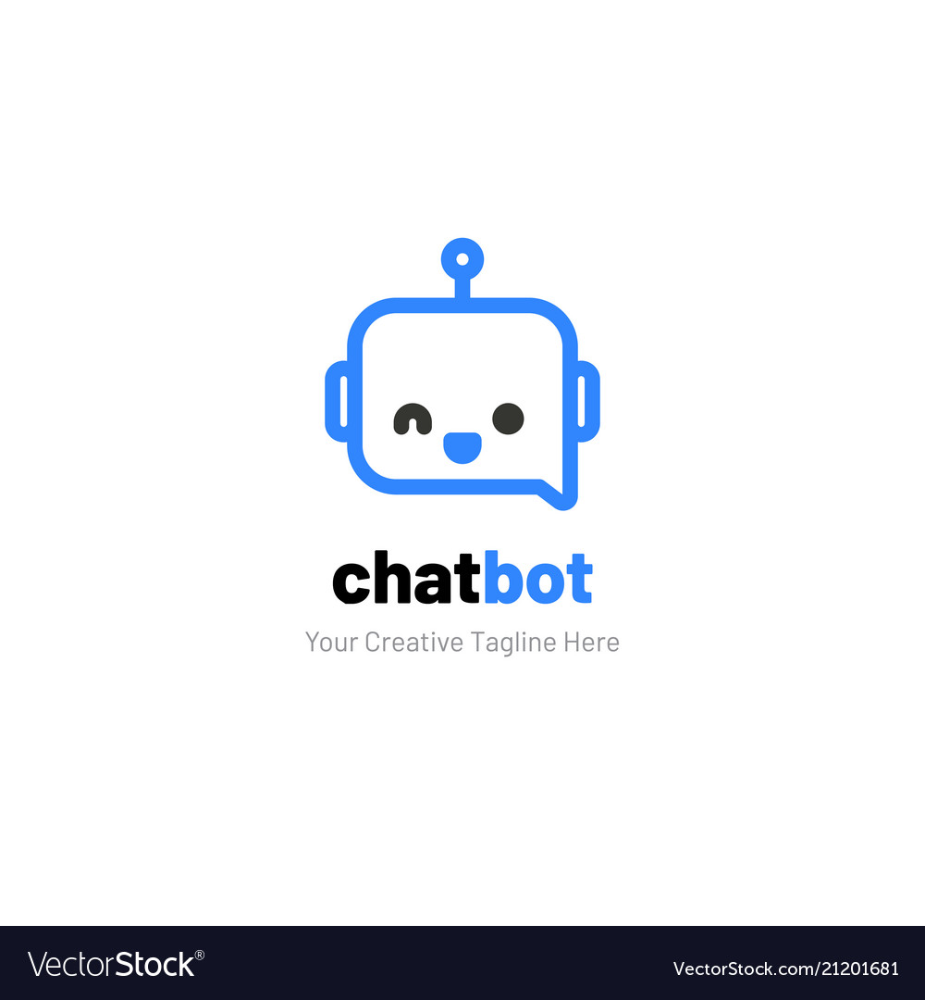 chatbot
Your Creative Tagline Here
VectorStock®
VectorStock.com/21201681